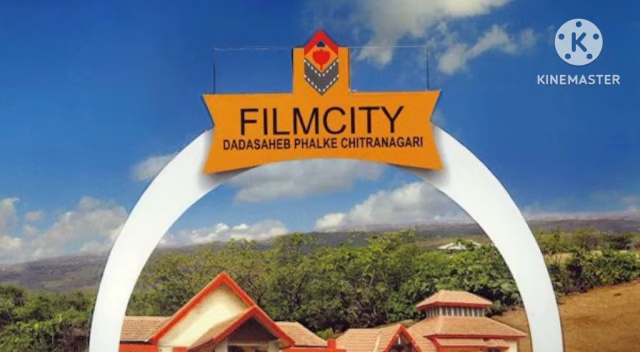 FILMCITY
DADASAHEB PHALKE CHITRANAGARI
K
KINEMASTER